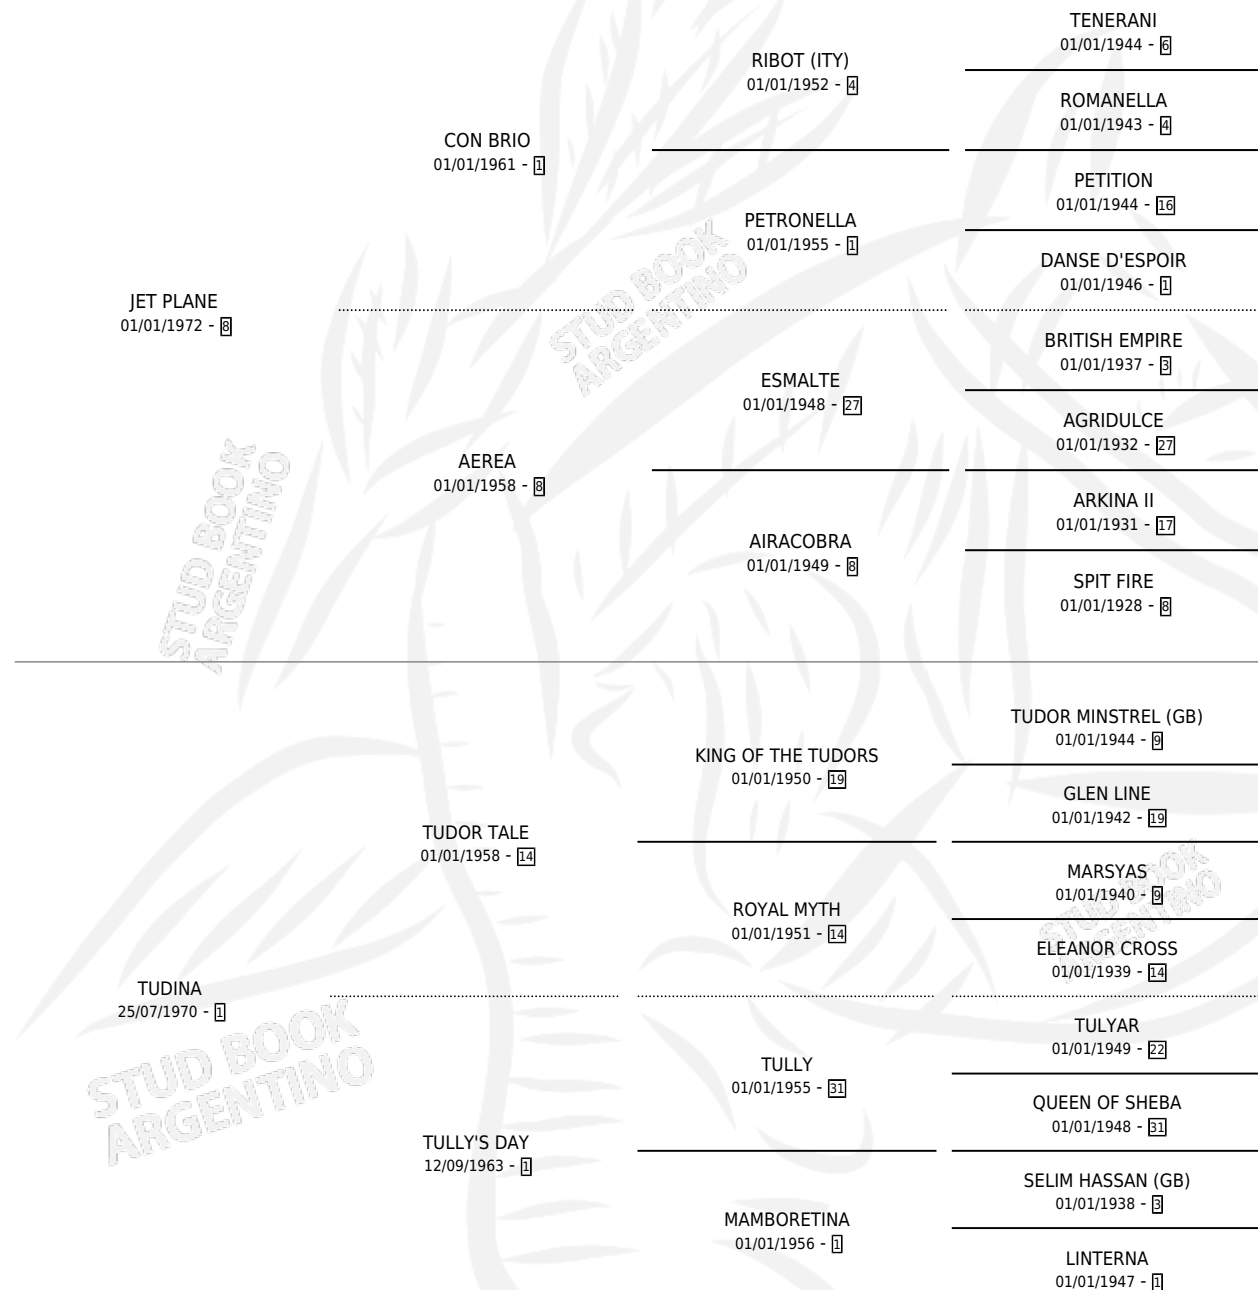 TENERANI
01/01/1944 - 6
RIBOT (ITY)
01/01/1952 - 4
ROMANELLA
01/01/1943 - 4
CON BRIO
01/01/1961 - 1
PETITION
01/01/1944 - 16
PETRONELLA
01/01/1955 - 1
DANSE D'ESPOIR
01/01/1946 - 1
JET PLANE
01/01/1972 - 8
STUD BOOK
ARGENTINO
BRITISH EMPIRE
01/01/1937 - 3
ESMALTE
01/01/1948 - 27
AGRIDULCE
01/01/1932 - 27
AEREA
01/01/1958 - 8
ARKINA II
01/01/1931 - 17
AIRACOBRA
01/01/1949 - 8
SPIT FIRE
01/01/1928 - 8
STUD BOOK
ARGENTINO
TUDOR MINSTREL (GB)
01/01/1944 - 9
KING OF THE TUDORS
01/01/1950 - 19
GLEN LINE
01/01/1942 - 19
TUDOR TALE
01/01/1958 - 14
MARSYAS
01/01/1940 - 9
STUD BOOK
ARGENTINO
ROYAL MYTH
01/01/1951 - 14
ELEANOR CROSS
01/01/1939 - 14
TUDINA
25/07/1970 - 1
STUD BOOK
ARGENTINO
TULYAR
01/01/1949 - 22
TULLY
01/01/1955 - 31
QUEEN OF SHEBA
01/01/1948 - 31
TULLY'S DAY
12/09/1963 - 1
SELIM HASSAN (GB)
01/01/1938 - 3
MAMBORETINA
01/01/1956 - 1
LINTERNA
01/01/1947 - 1